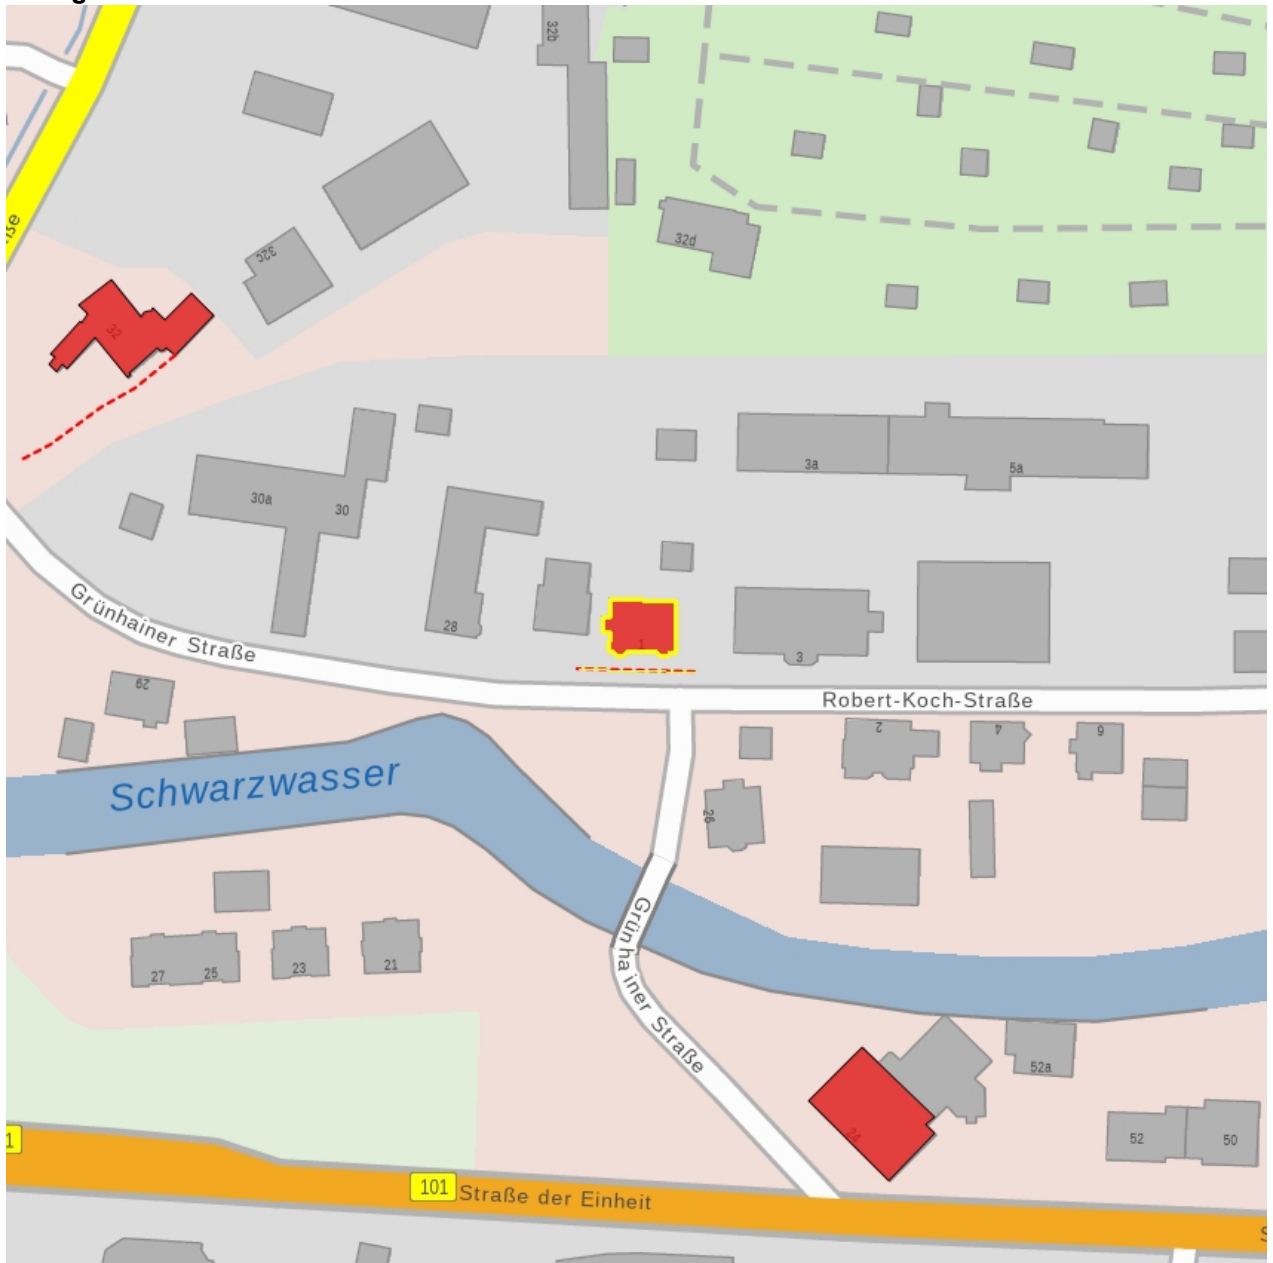 32b
32c
32d
32
3a
5a
30a
30
28
1
3
Grünhainer Straße
29
Robert-Koch-Straße
2
4
6
Schwarzwasser
26
Grünhainer Straße
27
25
23
21
52a
24
52
50
101
Straße der Einheit